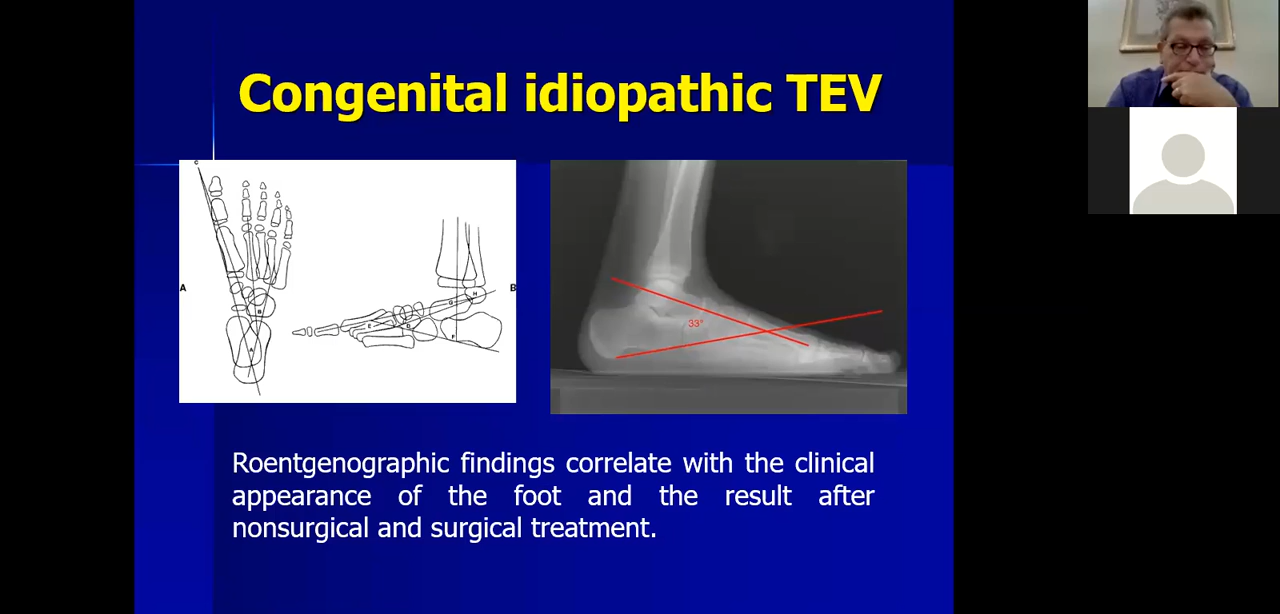 Congenital idiopathic TEV
C
A
B
B
A
H
G
E
D
F
33°
Roentgenographic findings correlate with the clinical
appearance of the foot and the result after
nonsurgical and surgical treatment.